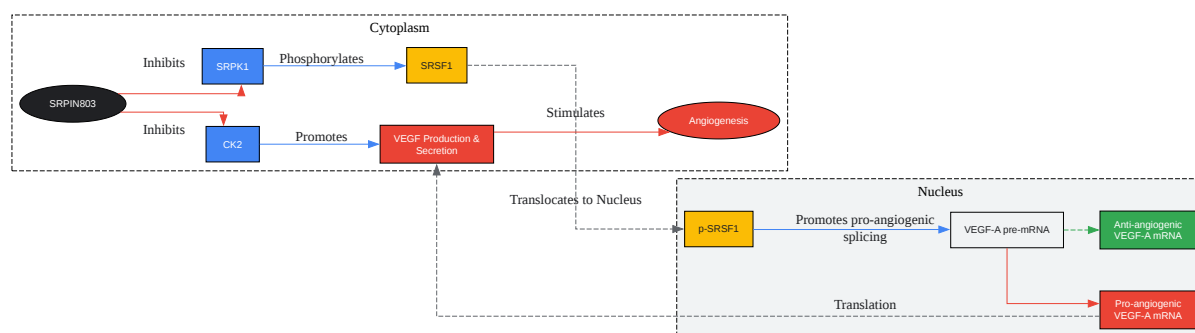 Cytoplasm
Inhibits
SRPK1
Phosphorylates
SRSF1
SRPIN803
Inhibits
CK2
Promotes
VEGF Production &
Secretion
Stimulates
Angiogenesis
Translocates to Nucleus
Nucleus
p-SRSF1
Promotes pro-angiogenic
splicing
VEGF-A pre-mRNA
Anti-angiogenic
VEGF-A mRNA
Translation
Pro-angiogenic
VEGF-A mRNA